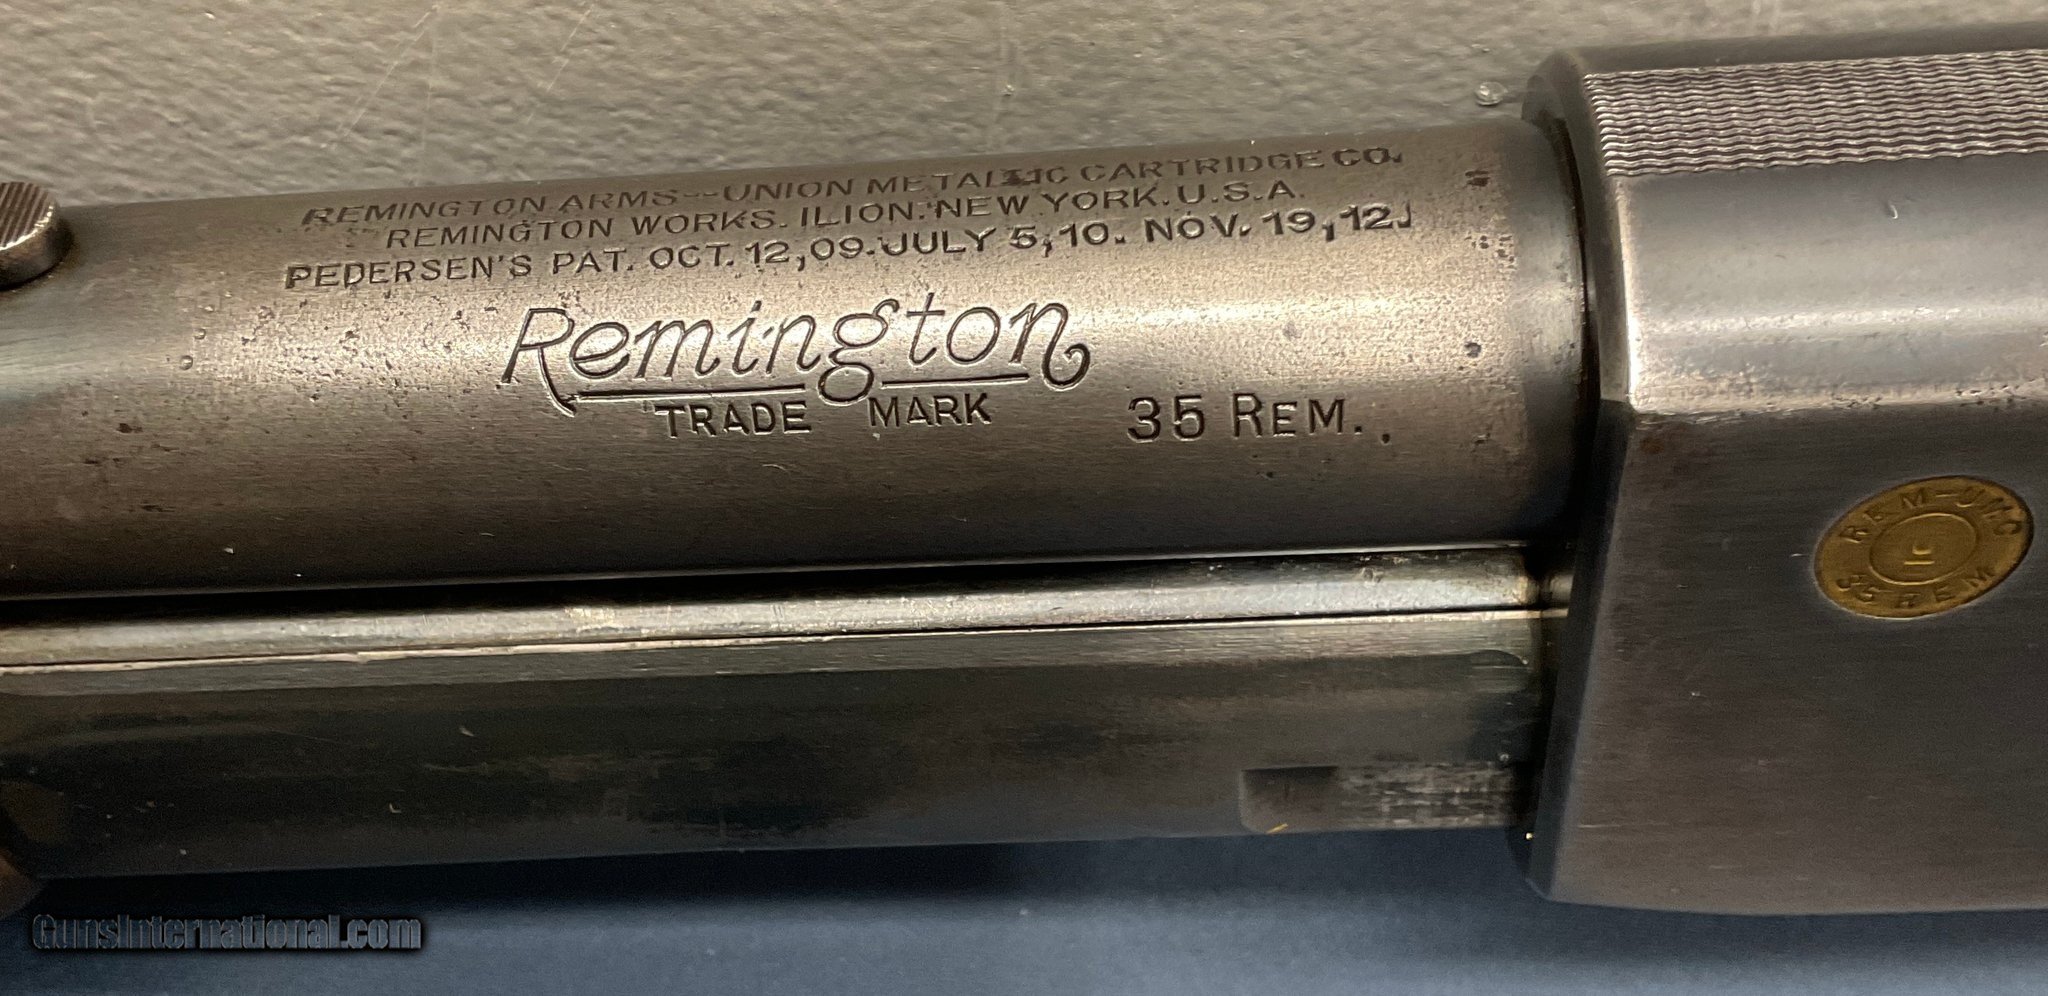 REMINGTON ARMS-UNION METALLIC CARTRIDGE CO.
REMINGTON WORKS. ILION. NEW YORK. U.S.A.
PEDERSEN'S PAT. OCT. 12,09. JULY 5,10. NOV. 19,12.
Remington
TRADE MARK
35 REM.
REM-UMC
35 REM
GunsInternational.com